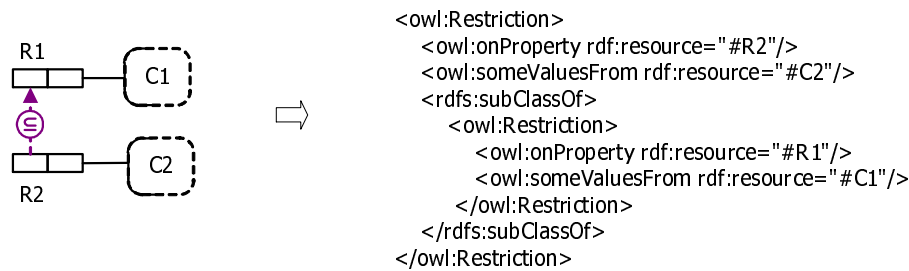 R1
C1
⊆
C2
R2
<owl:Restriction>
<owl:onProperty rdf:resource="#R2"/>
<owl:someValuesFrom rdf:resource="#C2"/>
<rdfs:subClassOf>
<owl:Restriction>
<owl:onProperty rdf:resource="#R1"/>
<owl:someValuesFrom rdf:resource="#C1"/>
</owl:Restriction>
</rdfs:subClassOf>
</owl:Restriction>